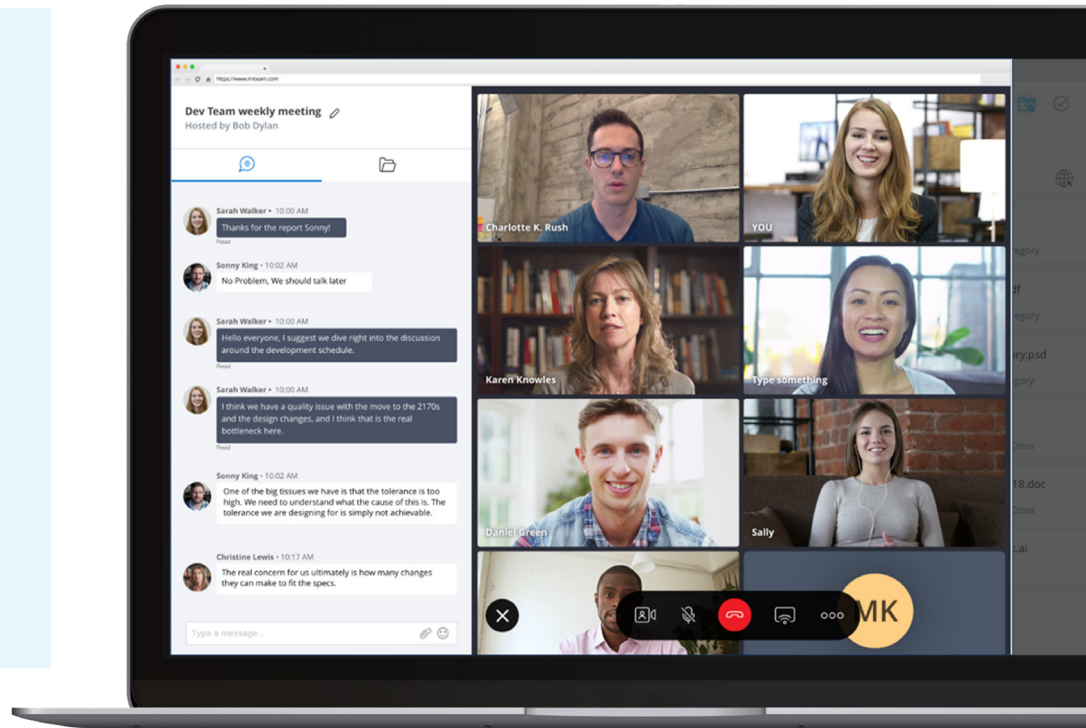 https://www.miteam.com
Dev Team weekly meeting
Hosted by Bob Dylan
Sarah Walker • 10:00 AM
Thanks for the report Sonny!
Read
Sonny King • 10:02 AM
No Problem, We should talk later
Sarah Walker • 10:00 AM
Hello everyone, I suggest we dive right into the discussion
around the development schedule.
Read
Sarah Walker • 10:00 AM
I think we have a quality issue with the move to the 2170s
and the design changes, and I think that is the real
bottleneck here.
Read
Sonny King • 10:02 AM
One of the big tissues we have is that the tolerance is too
high. We need to understand what the cause of this is. The
tolerance we are designing for is simply not achievable.
Christine Lewis • 10:17 AM
The real concern for us ultimately is how many changes
they can make to fit the specs.
Type a message...
Charlotte K. Rush
YOU
Karen Knowles
Type something
Daniel Green
Sally
MK
egory
df
egory
ory.psd
egory
Cross
18.doc
Cross
.ai